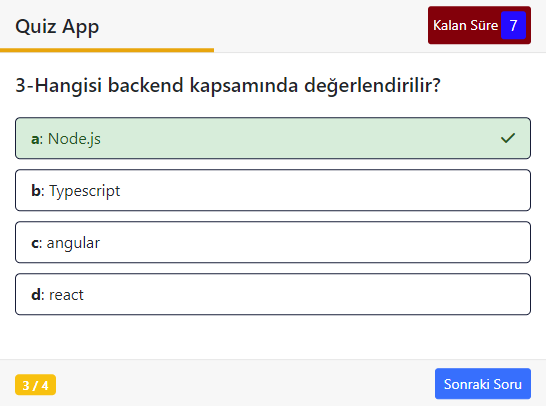 Quiz App
Kalan Süre 7
3-Hangisi backend kapsamında değerlendirilir?
a: Node.js
b: Typescript
c: angular
d: react
3 / 4
Sonraki Soru